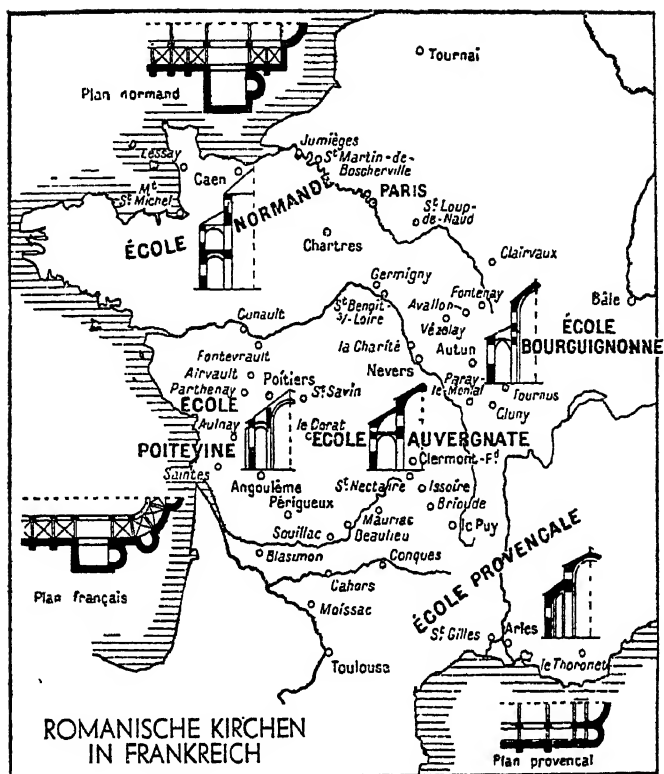 Tournai
Plan normand
Jumièges
St Martin-de-
Boscherville
Lessay
Caen
Mt
St Michel
PARIS
St Loup-
de-Naud
ÉCOLE NORMANDE
Chartres
Clairvaux
Germigny
Fontenay
St Benoit-
s/-Loire
Avallon
Bâle
Cunault
Vézelay
ÉCOLE
BOURGUIGNONNE
Fontevrault
la Charité
Autun
Airvault
Nevers
Parthenay
Poitiers
Paray-
le-Monial
Tournus
St Savin
Cluny
ÉCOLE
POITEVINE
Aulnay
le Dorat
ECOLE AUVERGNATE
Clermont-Fd
Saintes
Angoulême
St Nectaire
Issoire
Périgueux
Brioude
Mauriac
le Puy
Souillac
Beaulieu
Plan français
Blasimon
Conques
Cahors
ÉCOLE PROVENCALE
Moissac
St Gilles
Arles
Toulouse
le Thoronet
ROMANISCHE KIRCHEN
IN FRANKREICH
Plan provencal